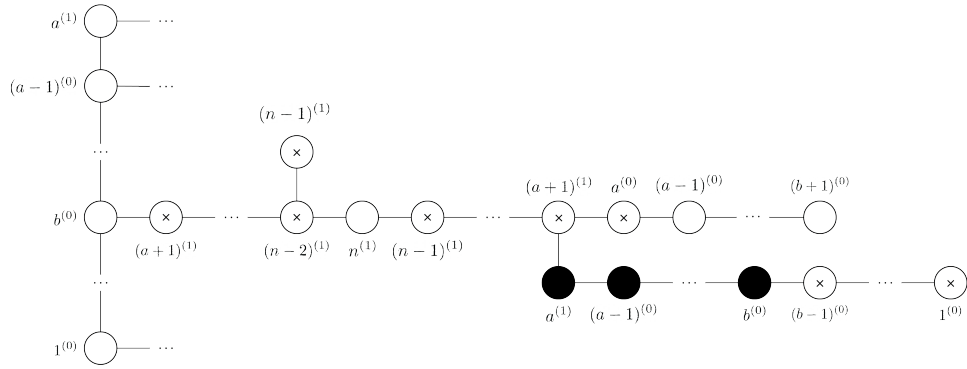 a^{(1)} ...
(a − 1)^{(0)} ...
(n − 1)^{(1)}
×
...
(a + 1)^{(1)} a^{(0)} (a − 1)^{(0)} (b + 1)^{(0)}
b^{(0)} × ... × × ... × × ...
(a + 1)^{(1)} (n − 2)^{(1)} n^{(1)} (n − 1)^{(1)}
... ... × ... ×
a^{(1)} (a − 1)^{(0)} b^{(0)} (b − 1)^{(0)} 1^{(0)}
1^{(0)} ...